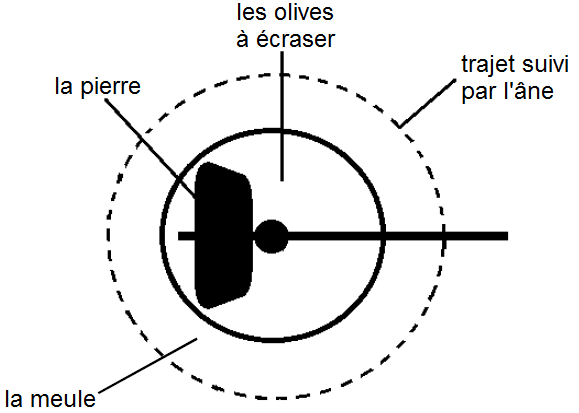 les olives
à écraser
trajet suivi
par l'âne
la pierre
la meule